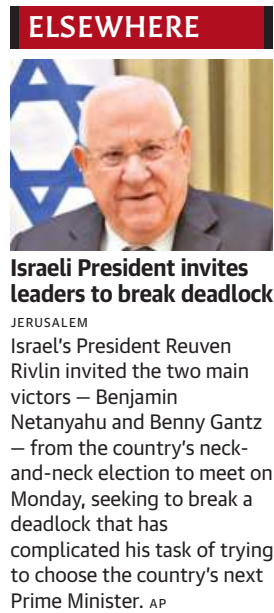 ELSEWHERE
Israeli President invites
leaders to break deadlock
JERUSALEM
Israel's President Reuven
Rivlin invited the two main
victors — Benjamin
Netanyahu and Benny Gantz
— from the country's neck-
and-neck election to meet on
Monday, seeking to break a
deadlock that has
complicated his task of trying
to choose the country's next
Prime Minister. AP